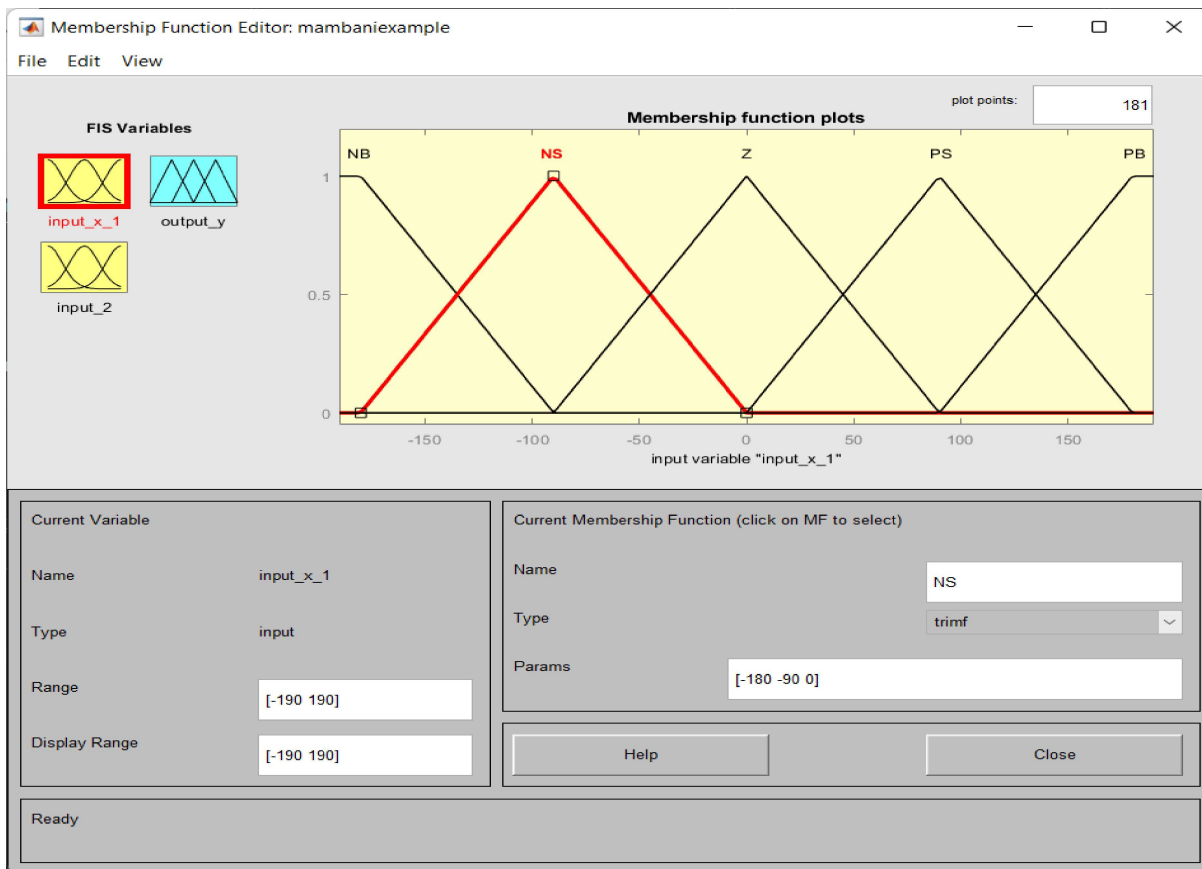 Membership Function Editor: mambaniexample
File Edit View
FIS Variables
input_x_1
output_y
input_2
plot points:
181
Membership function plots
NB NS Z PS PB
1
0.5
0
-150 -100 -50 0 50 100 150
input variable "input_x_1"
Current Variable
Name input_x_1
Type input
Range [-190 190]
Display Range [-190 190]
Current Membership Function (click on MF to select)
Name NS
Type trimf
Params [-180 -90 0]
Help Close
Ready